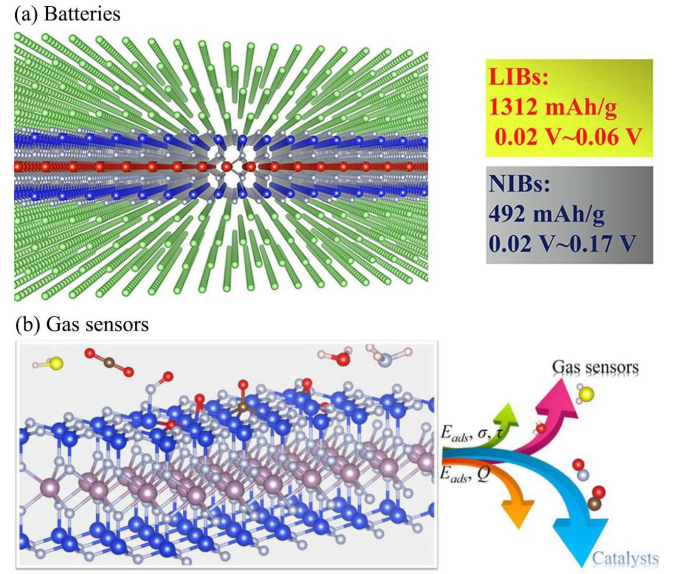 (a) Batteries
LIBs:
1312 mAh/g
0.02 V~0.06 V
NIBs:
492 mAh/g
0.02 V~0.17 V
(b) Gas sensors
Gas sensors
E_ads, σ, τ
E_ads, Q
Catalysts